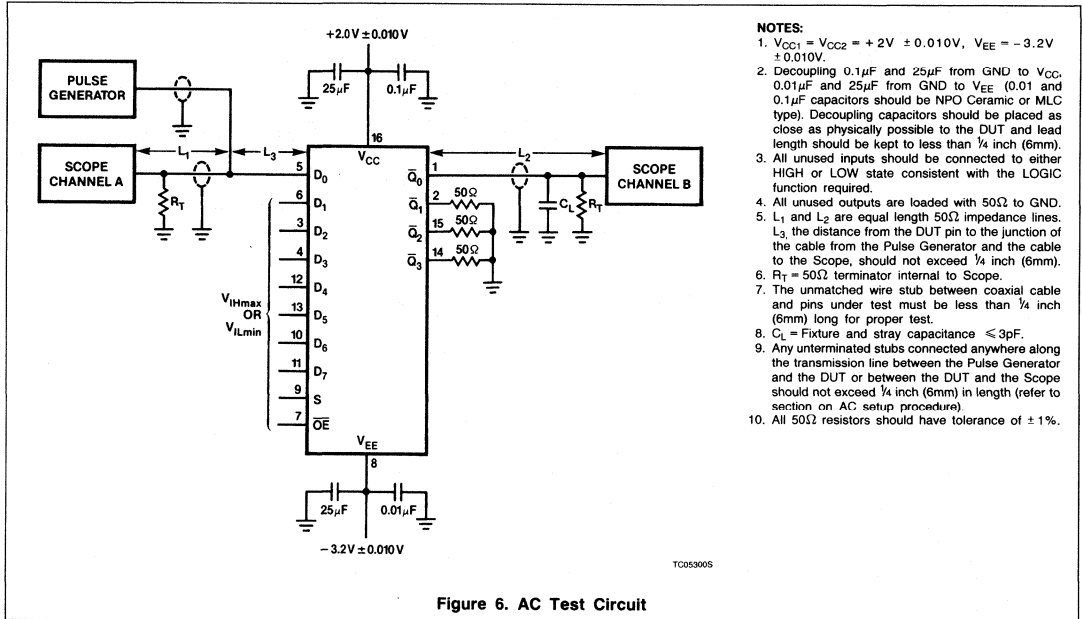 +2.0V ± 0.010V
25μF
0.1μF
PULSE
GENERATOR
SCOPE
CHANNEL A
L1
L3
RT
16
VCC
5 D0
6 D1
3 D2
4 D3
12 D4
13 D5
10 D6
11 D7
9 S
7 OE
VIHmax
OR
VILmin
VEE
8
Q0 1
Q1 2 50Ω
Q2 15 50Ω
Q3 14 50Ω
L2
CL
RT
SCOPE
CHANNEL B
25μF
0.01μF
− 3.2V ± 0.010V
TC05300S
NOTES:
1. VCC1 = VCC2 = + 2V ± 0.010V, VEE = − 3.2V
± 0.010V.
2. Decoupling 0.1μF and 25μF from GND to VCC,
0.01μF and 25μF from GND to VEE (0.01 and
0.1μF capacitors should be NPO Ceramic or MLC
type). Decoupling capacitors should be placed as
close as physically possible to the DUT and lead
length should be kept to less than ¼ inch (6mm).
3. All unused inputs should be connected to either
HIGH or LOW state consistent with the LOGIC
function required.
4. All unused outputs are loaded with 50Ω to GND.
5. L1 and L2 are equal length 50Ω impedance lines.
L3, the distance from the DUT pin to the junction of
the cable from the Pulse Generator and the cable
to the Scope, should not exceed ¼ inch (6mm).
6. RT = 50Ω terminator internal to Scope.
7. The unmatched wire stub between coaxial cable
and pins under test must be less than ¼ inch
(6mm) long for proper test.
8. CL = Fixture and stray capacitance ≤ 3pF.
9. Any unterminated stubs connected anywhere along
the transmission line between the Pulse Generator
and the DUT or between the DUT and the Scope
should not exceed ¼ inch (6mm) in length (refer to
section on AC setup procedure).
10. All 50Ω resistors should have tolerance of ± 1%.
Figure 6. AC Test Circuit